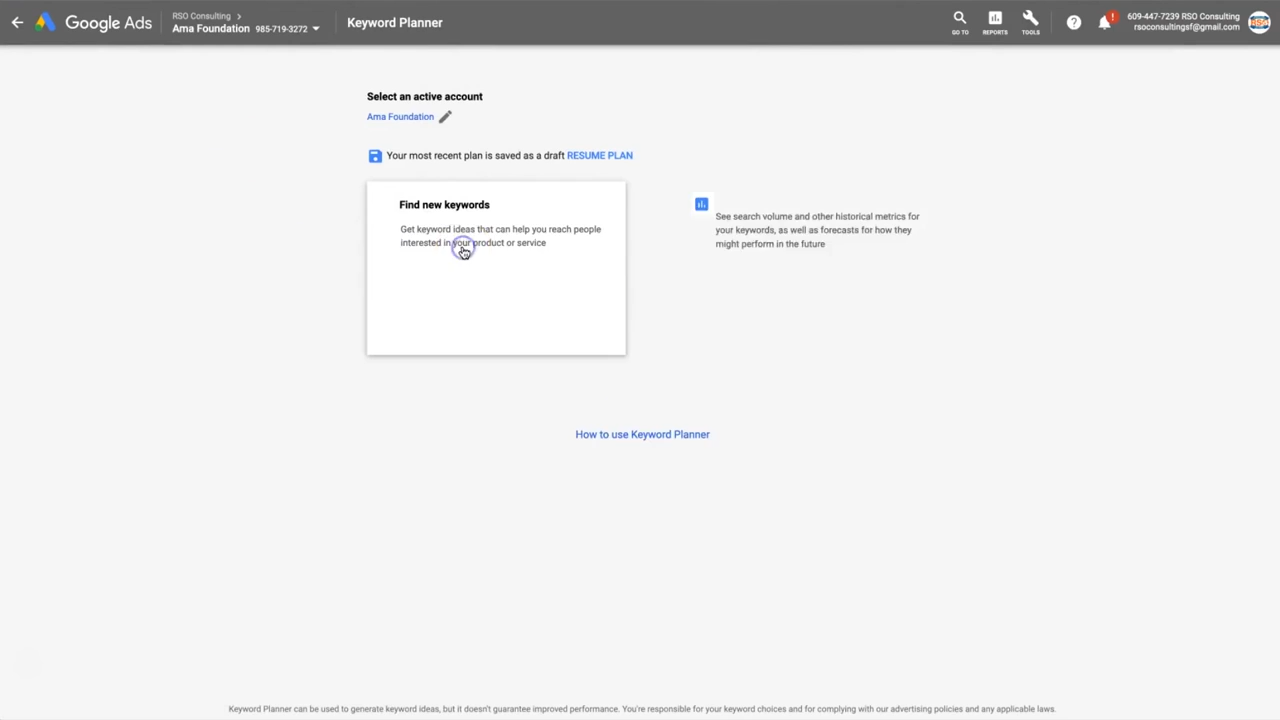 Google Ads
RSO Consulting >
Ama Foundation 985-719-3272
Keyword Planner
GO TO
REPORTS
TOOLS
?
!
609-447-7239 RSO Consulting
rsoconsultingsf@gmail.com
RSO
Select an active account
Ama Foundation
Your most recent plan is saved as a draft RESUME PLAN
Find new keywords
Get keyword ideas that can help you reach people
interested in your product or service
See search volume and other historical metrics for
your keywords, as well as forecasts for how they
might perform in the future
How to use Keyword Planner
Keyword Planner can be used to generate keyword ideas, but it doesn't guarantee improved performance. You're responsible for your keyword choices and for complying with our advertising policies and any applicable laws.